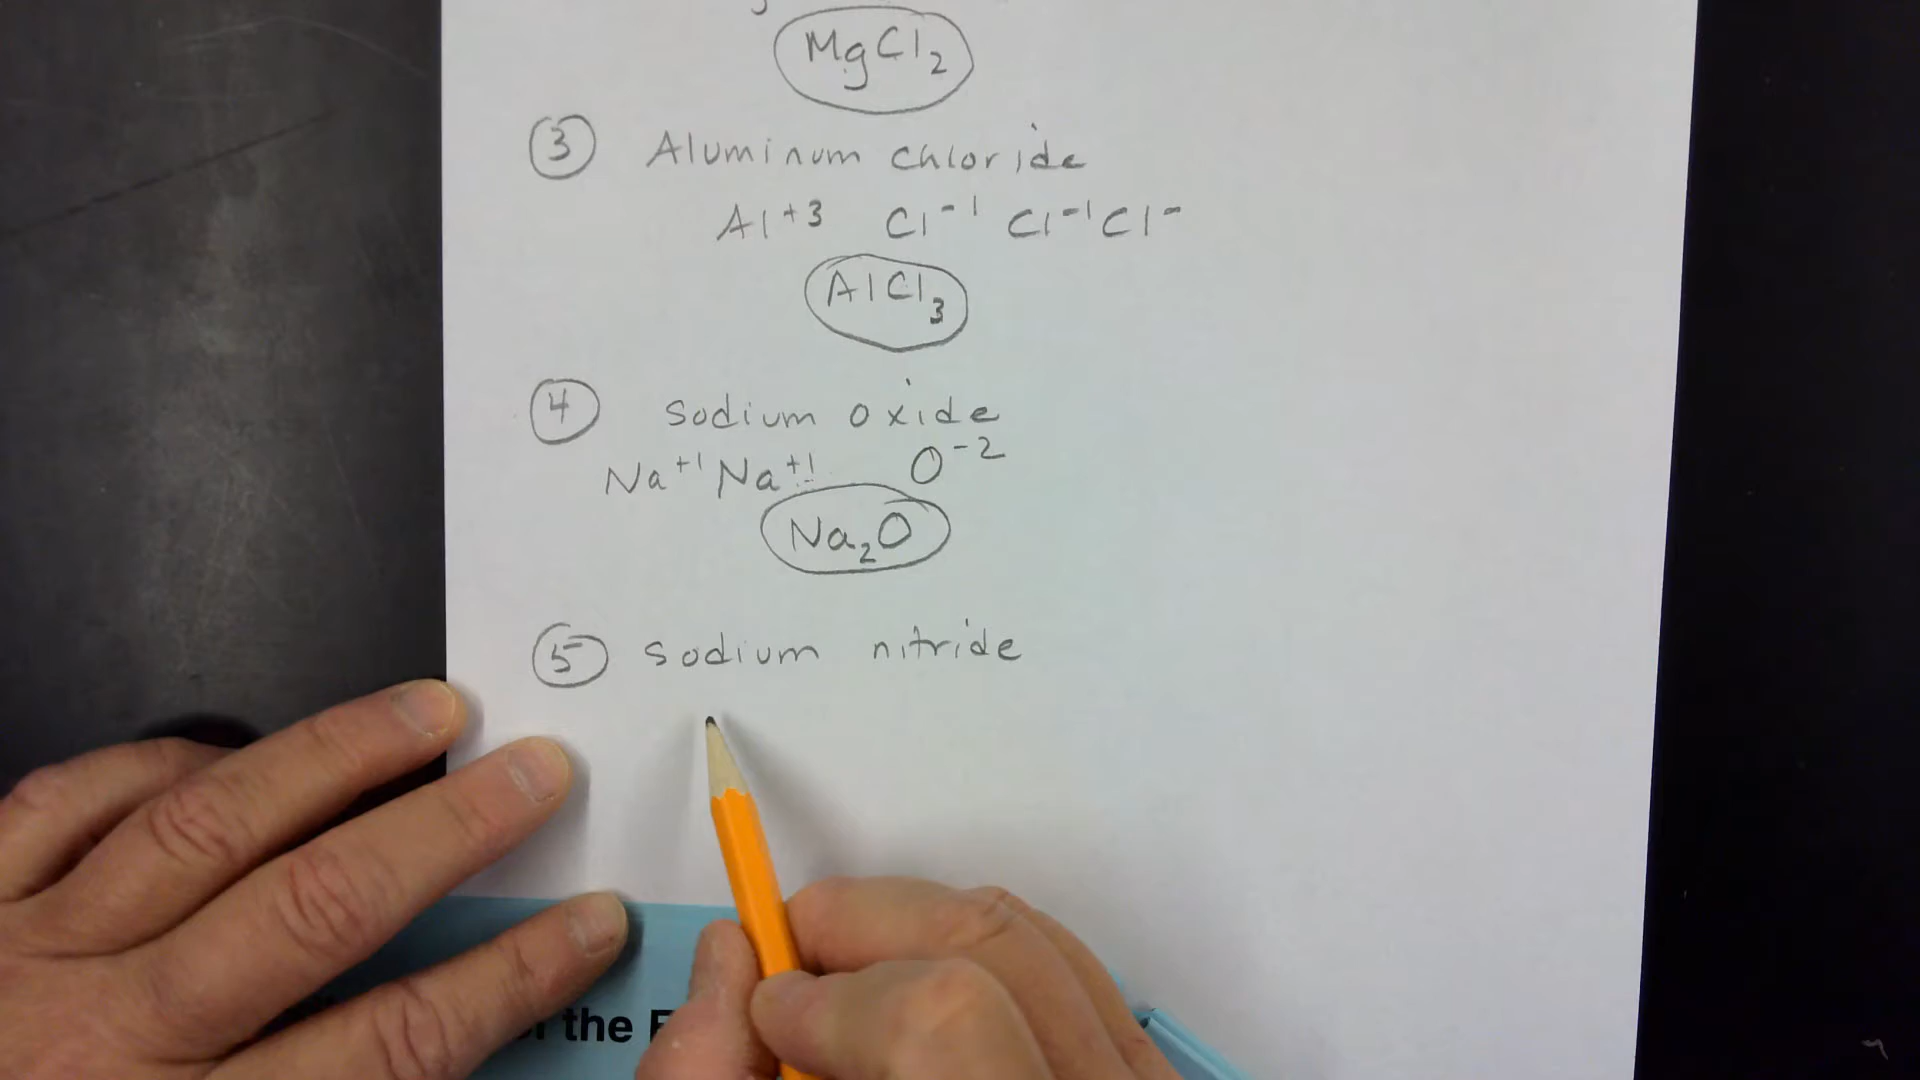 MgCl₂
③ Aluminum chloride
Al⁺³ Cl⁻¹ Cl⁻¹ Cl⁻
AlCl₃
④ Sodium oxide
Na⁺¹ Na⁺¹ O⁻²
Na₂O
⑤ Sodium nitride
the